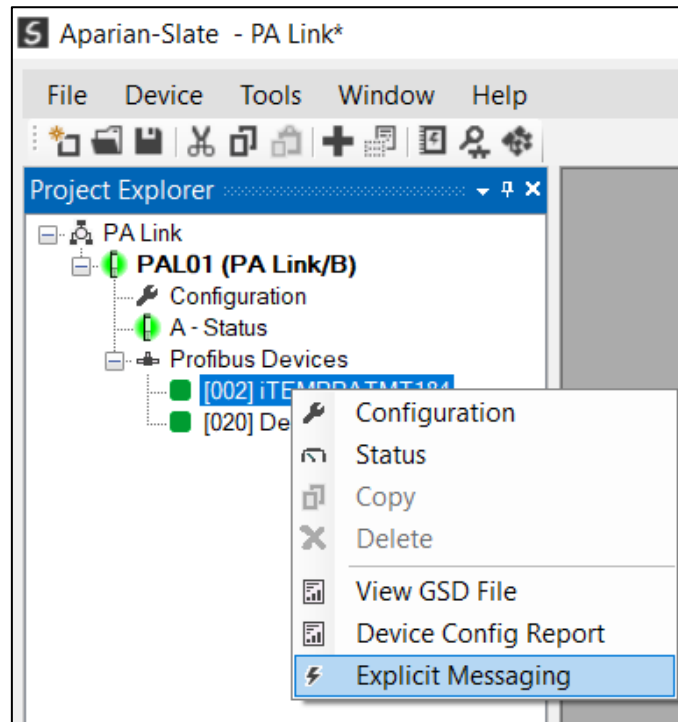 Aparian-Slate - PA Link*
File Device Tools Window Help
Project Explorer
PA Link
PAL01 (PA Link/B)
Configuration
A - Status
Profibus Devices
[002] iTEMPPATMT184
[020] De
Configuration
Status
Copy
Delete
View GSD File
Device Config Report
Explicit Messaging